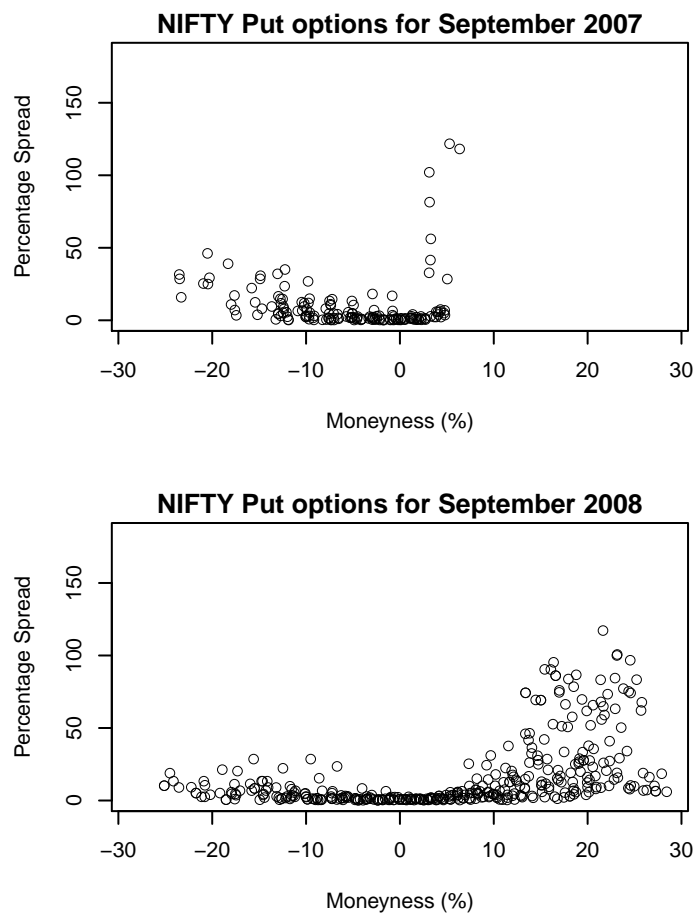 NIFTY Put options for September 2007
Percentage Spread
150
100
50
0
−30 −20 −10 0 10 20 30
Moneyness (%)
NIFTY Put options for September 2008
Percentage Spread
150
100
50
0
−30 −20 −10 0 10 20 30
Moneyness (%)